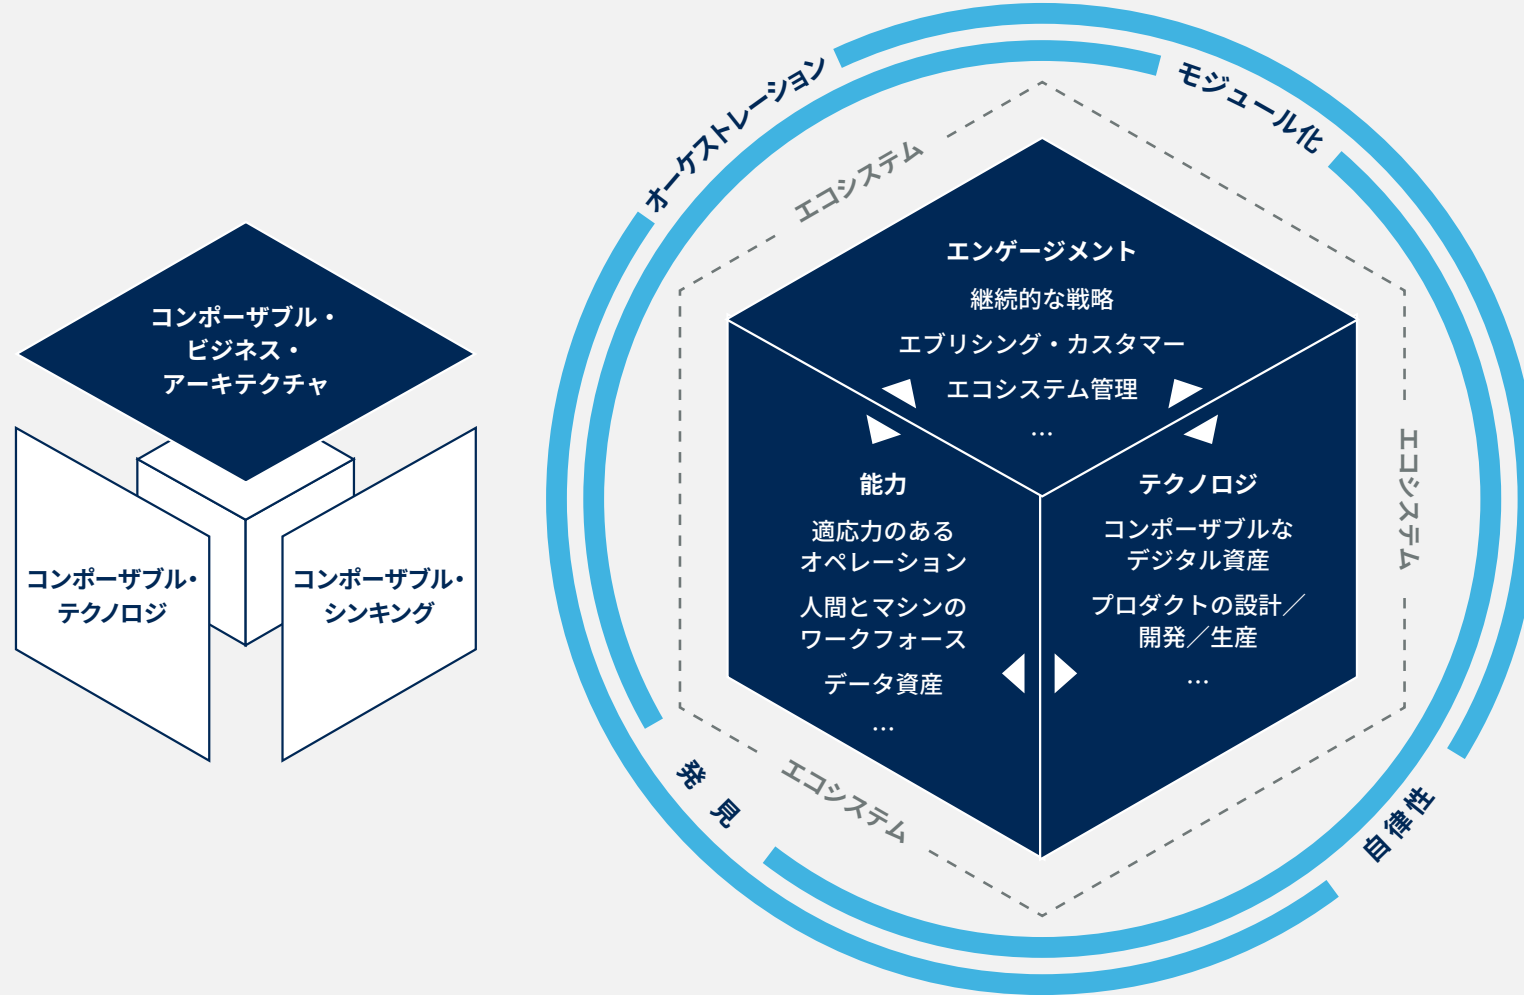 コンポーザブル・
ビジネス・
アーキテクチャ
コンポーザブル・
テクノロジ
コンポーザブル・
シンキング
オーケストレーション
モジュール化
エコシステム
エンゲージメント
継続的な戦略
エブリシング・カスタマー
エコシステム管理
…
能力
適応力のある
オペレーション
人間とマシンの
ワークフォース
データ資産
…
テクノロジ
コンポーザブルな
デジタル資産
プロダクトの設計／
開発／生産
…
エコシステム
エコシステム
発見
自律性